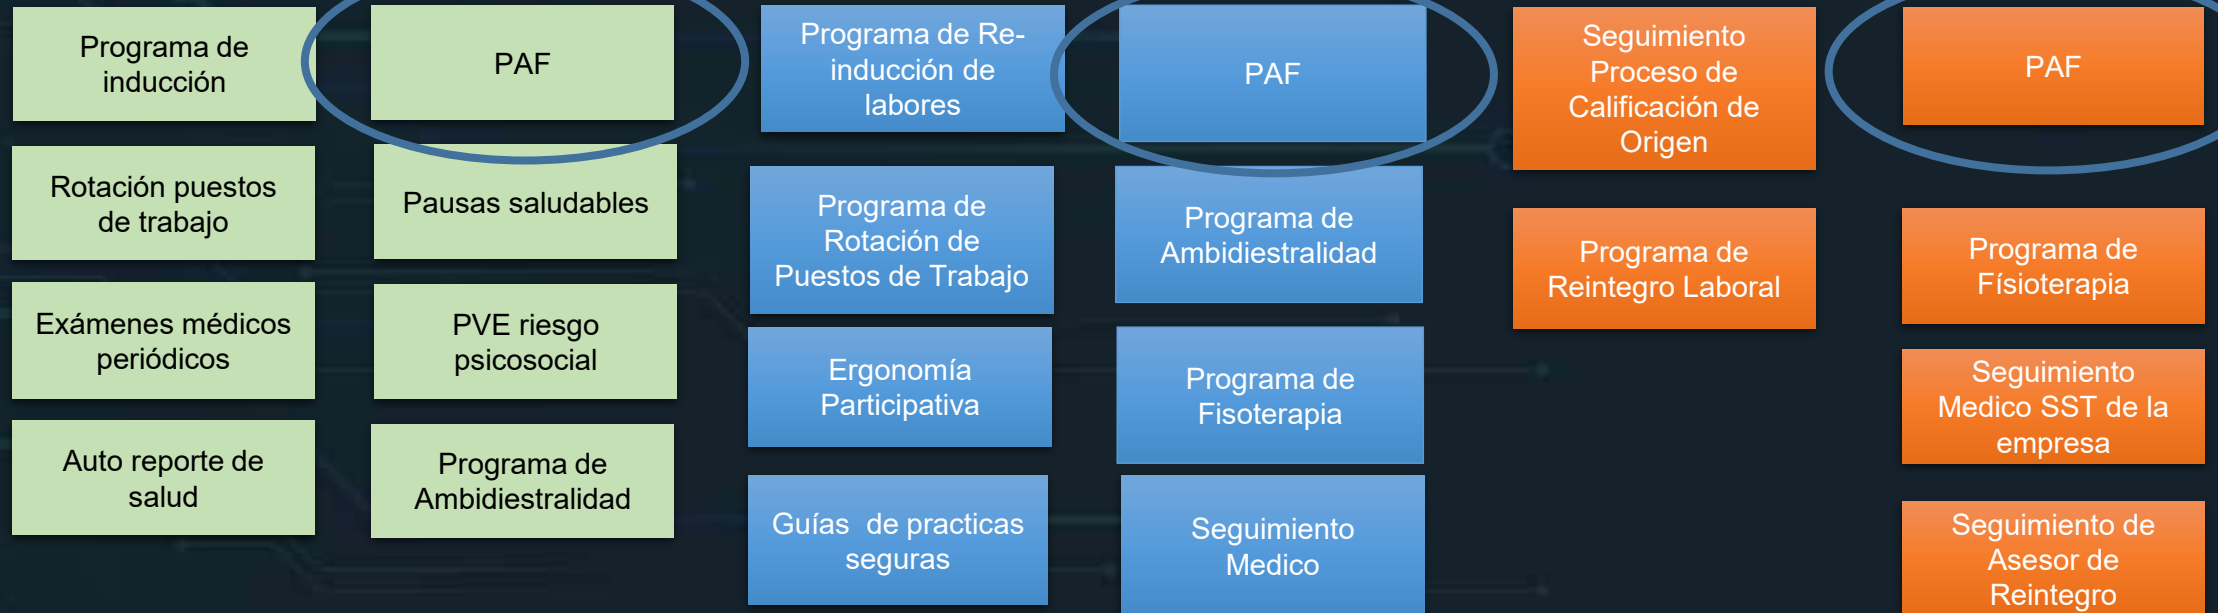 Programa de
inducción
PAF
Rotación puestos
de trabajo
Pausas saludables
Exámenes médicos
periódicos
PVE riesgo
psicosocial
Auto reporte de
salud
Programa de
Ambidiestralidad
Programa de Re-
inducción de
labores
PAF
Programa de
Rotación de
Puestos de Trabajo
Programa de
Ambidiestralidad
Ergonomía
Participativa
Programa de
Fisoterapia
Guías  de practicas
seguras
Seguimiento
Medico
Seguimiento
Proceso de
Calificación de
Origen
PAF
Programa de
Reintegro Laboral
Programa de
Físioterapia
Seguimiento
Medico SST de la
empresa
Seguimiento de
Asesor de
Reintegro